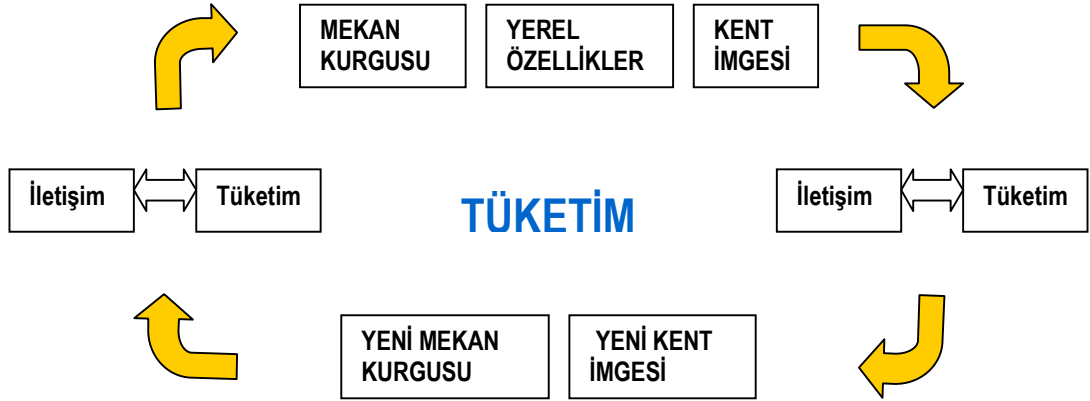 MEKAN
KURGUSU
YEREL
ÖZELLİKLER
KENT
İMGESİ
İletişim
Tüketim
TÜKETİM
İletişim
Tüketim
YENİ MEKAN
KURGUSU
YENİ KENT
İMGESİ